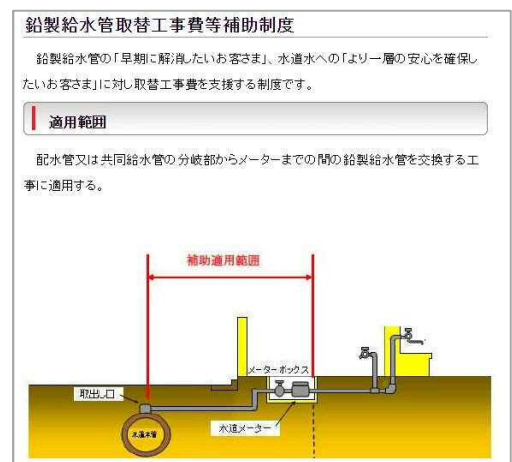 鉛製給水管取替工事費等補助制度
鉛製給水管の「早期に解消したいお客さま」、水道水への「より一層の安心を確保し
たいお客さま」に対し取替工事費を支援する制度です。
適用範囲
配水管又は共同給水管の分岐部からメーターまでの間の鉛製給水管を交換する工
事に適用する。
補助適用範囲
メーターボックス
取出し口
水道メーター
水道本管